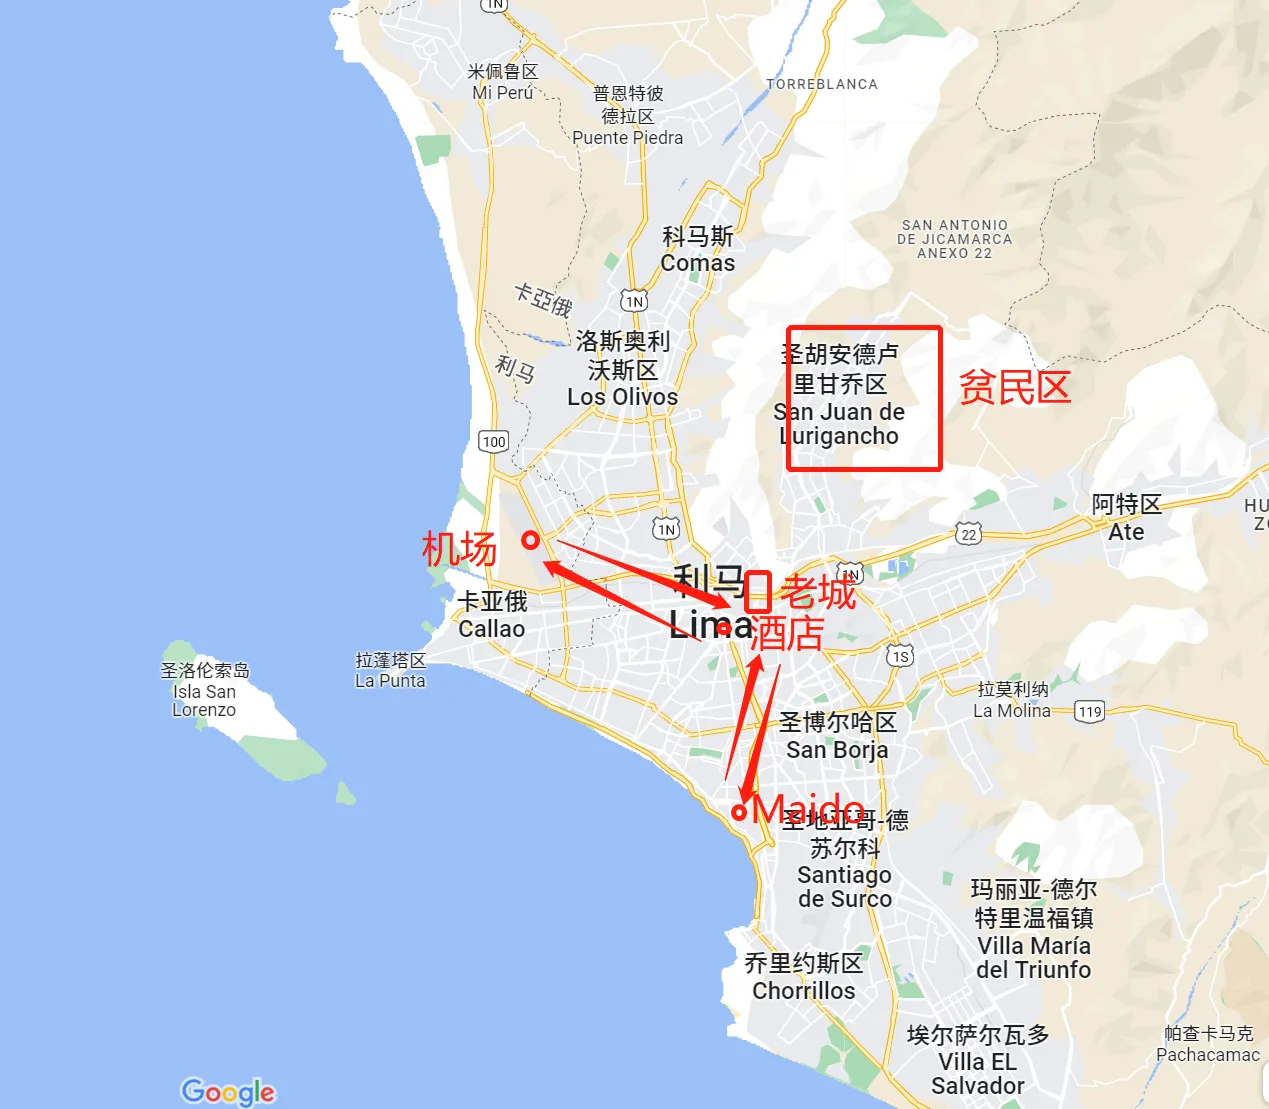 1N
米佩鲁区
Mi Perú
普恩特彼
德拉区
Puente Piedra
TORREBLANCA
科马斯
Comas
SAN ANTONIO
DE JICAMARCA
ANEXO 22
卡亞俄
利马
1N
洛斯奥利
沃斯区
Los Olivos
圣胡安德卢
里甘乔区
San Juan de
Lurigancho
贫民区
100
机场
1N
22
阿特区
Ate
HU
Z
利马
Lima
1N
老城
酒店
卡亚俄
Callao
拉蓬塔区
La Punta
圣洛伦索岛
Isla San
Lorenzo
1S
拉莫利纳
La Molina
119
圣博尔哈区
San Borja
Maido
圣地亚哥-德
苏尔科
Santiago
de Surco
玛丽亚-德尔
特里温福镇
Villa María
del Triunfo
乔里约斯区
Chorrillos
埃尔萨尔瓦多
Villa EL
Salvador
帕查卡马克
Pachacamac
Google